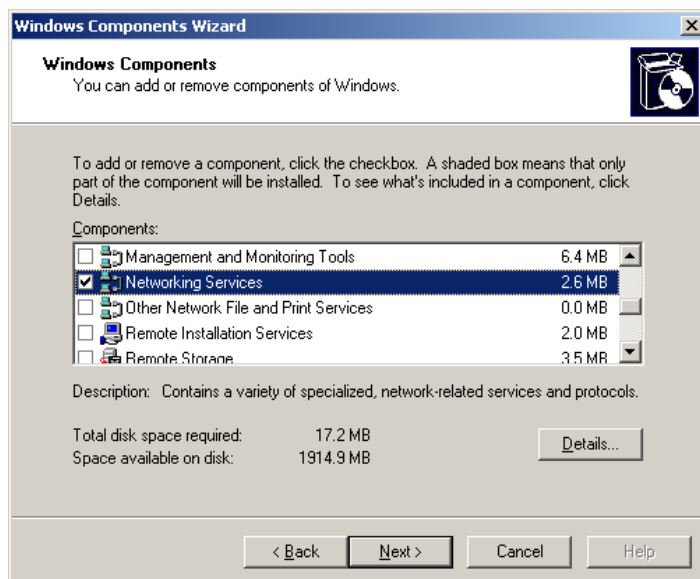 Windows Components Wizard
Windows Components
You can add or remove components of Windows.
To add or remove a component, click the checkbox. A shaded box means that only
part of the component will be installed. To see what's included in a component, click
Details.
Components:
Management and Monitoring Tools 6.4 MB
Networking Services 2.6 MB
Other Network File and Print Services 0.0 MB
Remote Installation Services 2.0 MB
Remote Storage 3.5 MB
Description: Contains a variety of specialized, network-related services and protocols.
Total disk space required: 17.2 MB
Space available on disk: 1914.9 MB
Details...
< Back Next > Cancel Help